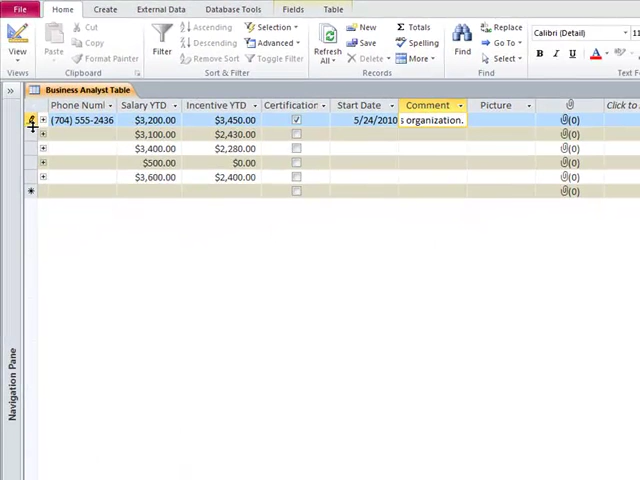 File Home Create External Data Database Tools Fields Table
View
Views
Paste
Cut
Copy
Format Painter
Clipboard
Filter
Ascending
Descending
Remove Sort
Selection
Advanced
Sort & Filter
Refresh All
New
Save
Delete
Totals
Spelling
More
Records
Find
Replace
Go To
Select
Find
Calibri (Detail) 11
B I U A
Text Formatting
Business Analyst Table
Phone Numl Salary YTD Incentive YTD Certification Start Date Comment Picture Click to
(704) 555-2436 $3,200.00 $3,450.00 5/24/2010 s organization. (0)
$3,100.00 $2,430.00 (0)
$3,400.00 $2,280.00 (0)
$500.00 $0.00 (0)
$3,600.00 $2,400.00 (0)
(0)
Navigation Pane